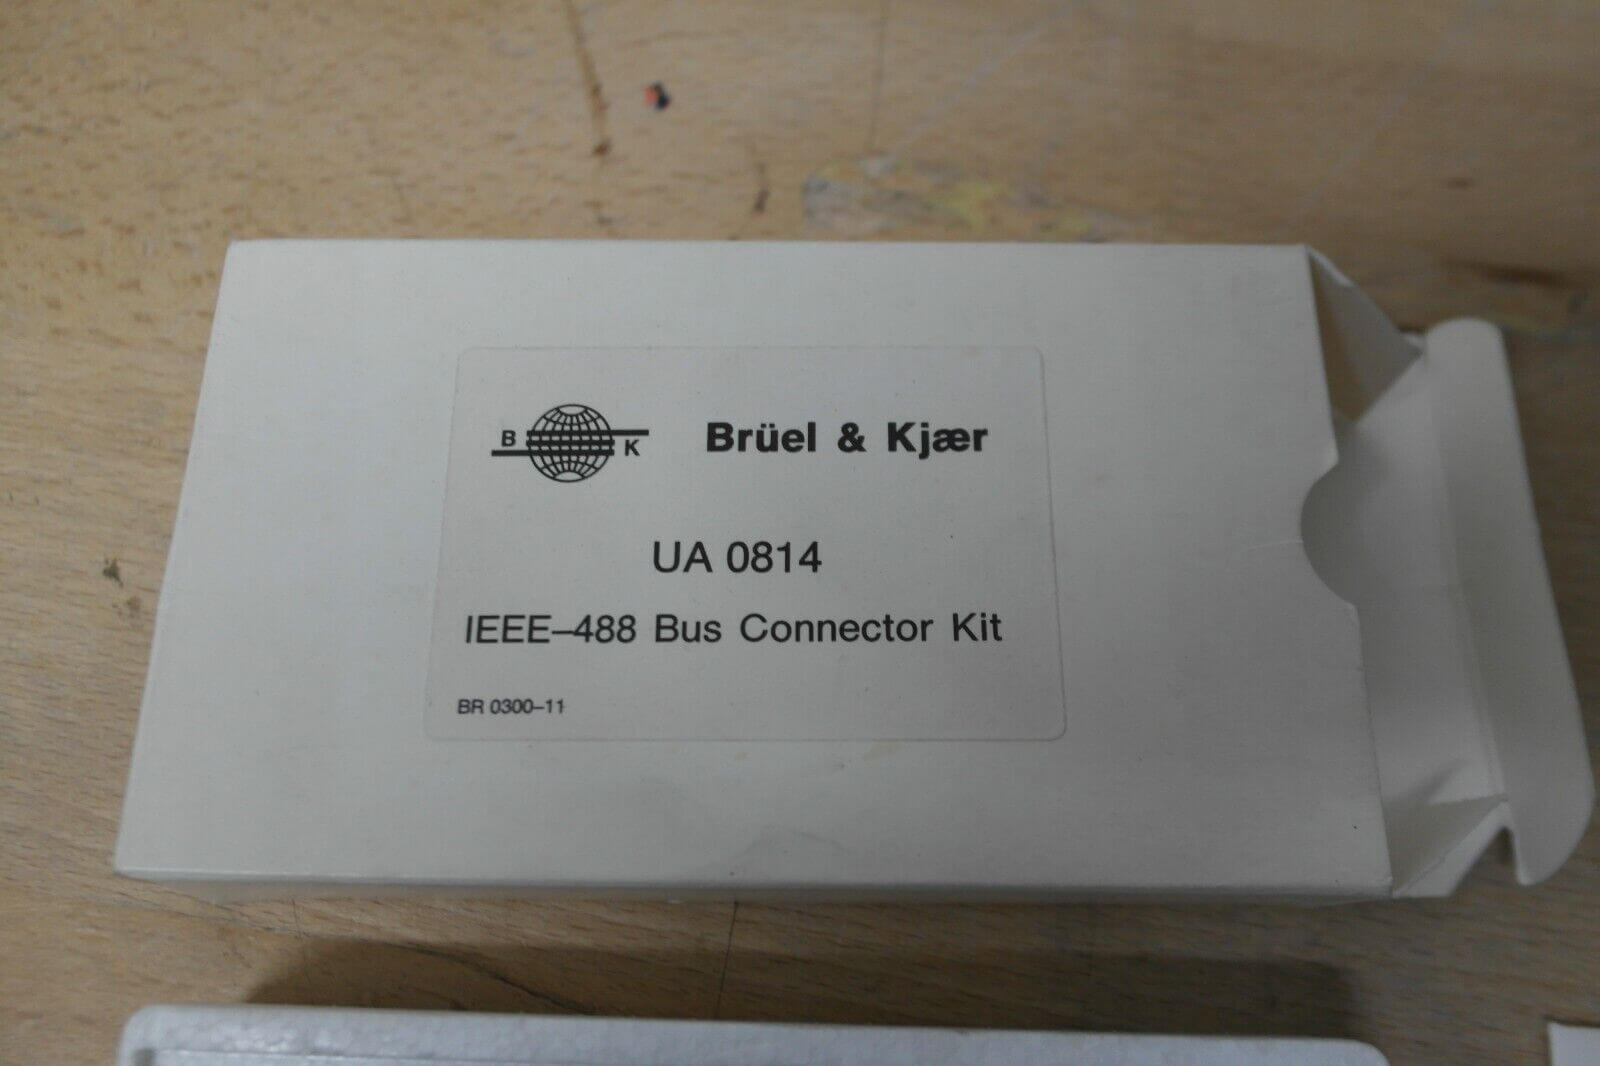 B K
Brüel & Kjær
UA 0814
IEEE–488 Bus Connector Kit
BR 0300–11